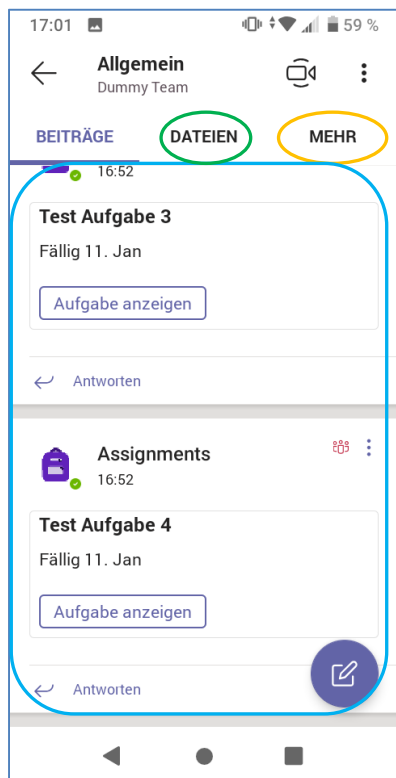 17:01 59 %
Allgemein
Dummy Team
BEITRÄGE DATEIEN MEHR
16:52
Test Aufgabe 3
Fällig 11. Jan
Aufgabe anzeigen
Antworten
Assignments
16:52
Test Aufgabe 4
Fällig 11. Jan
Aufgabe anzeigen
Antworten